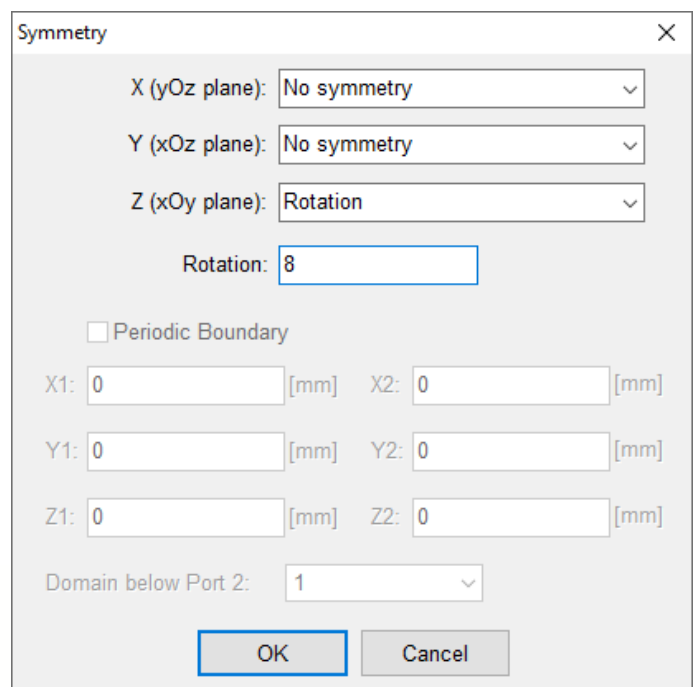 Symmetry
X (yOz plane): No symmetry
Y (xOz plane): No symmetry
Z (xOy plane): Rotation
Rotation: 8
Periodic Boundary
X1: 0 [mm] X2: 0 [mm]
Y1: 0 [mm] Y2: 0 [mm]
Z1: 0 [mm] Z2: 0 [mm]
Domain below Port 2: 1
OK Cancel